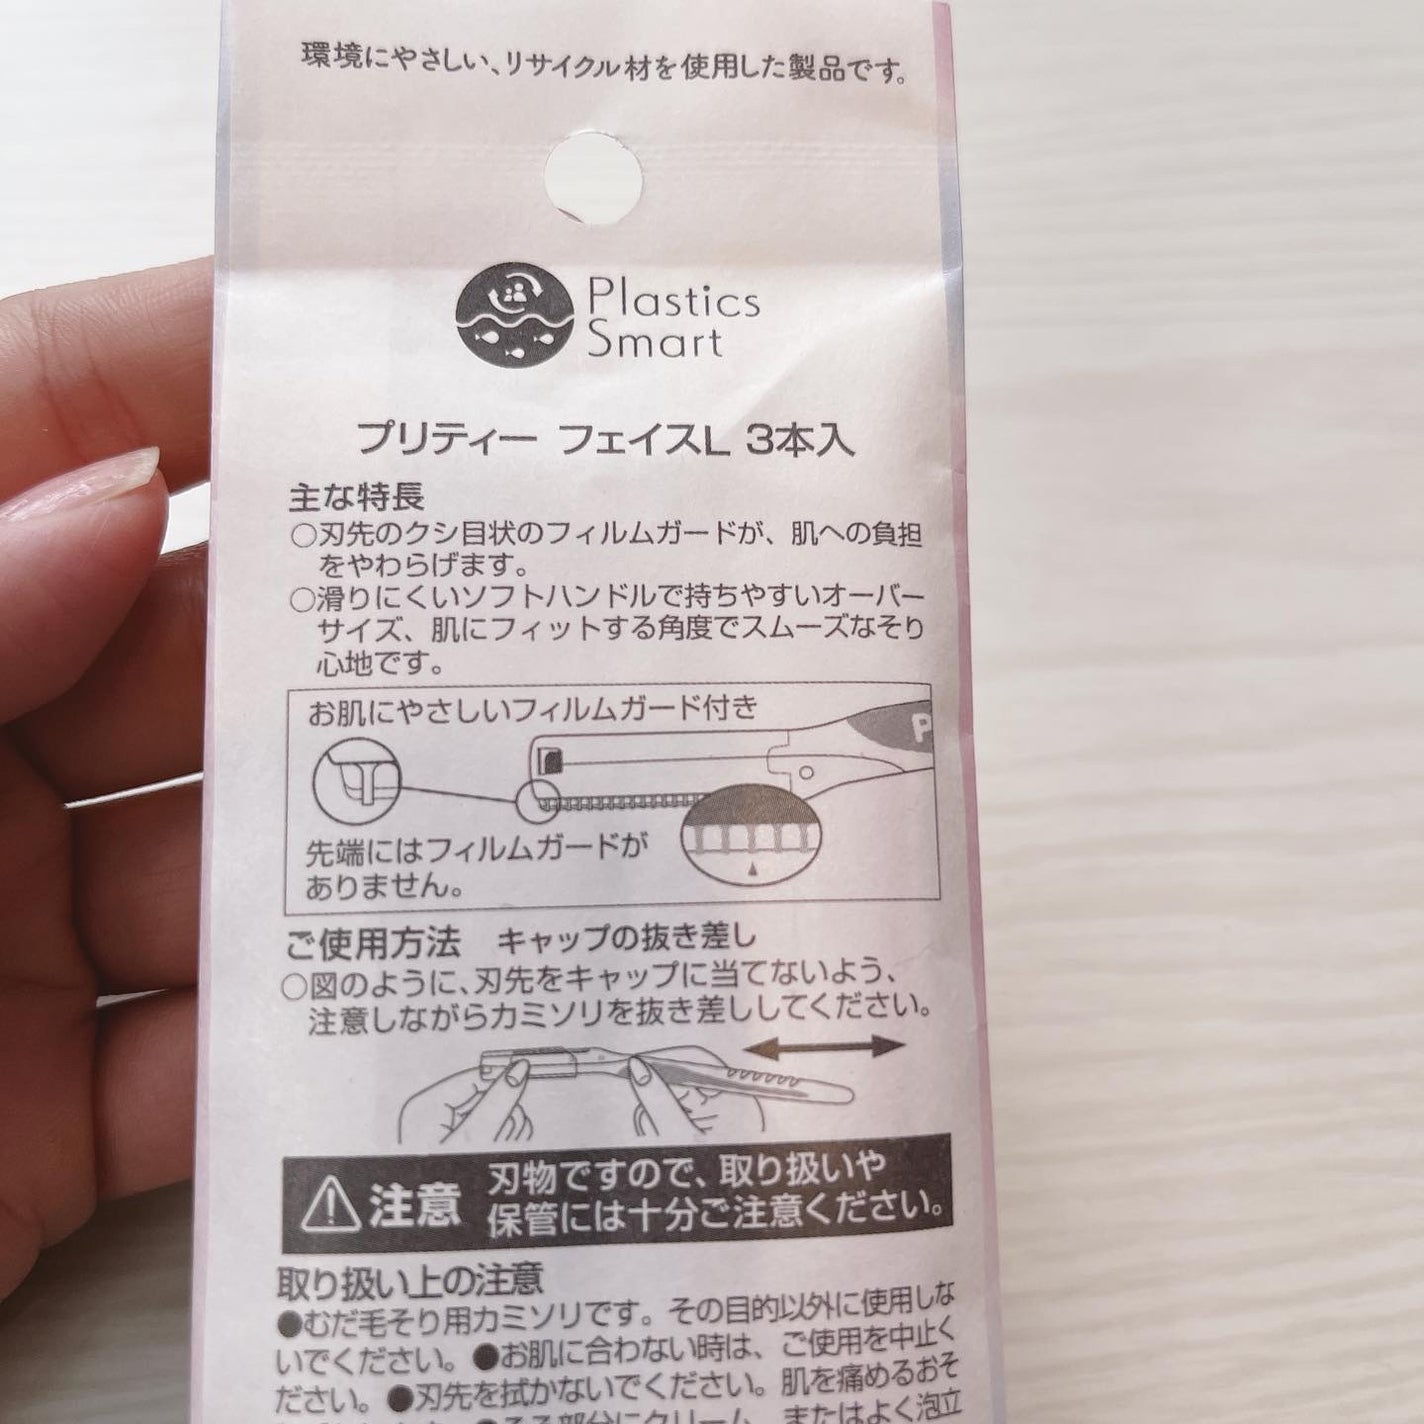 環境にやさしい、リサイクル材を使用した製品です。
Plastics
Smart
プリティー フェイスL 3本入
主な特長
○刃先のクシ目状のフィルムガードが、肌への負担
をやわらげます。
○滑りにくいソフトハンドルで持ちやすいオーバー
サイズ、肌にフィットする角度でスムーズなそり
心地です。
お肌にやさしいフィルムガード付き
P
先端にはフィルムガードが
ありません。
ご使用方法 キャップの抜き差し
○図のように、刃先をキャップに当てないよう、
注意しながらカミソリを抜き差ししてください。
注意 刃物ですので、取り扱いや
保管には十分ご注意ください。
取り扱い上の注意
●むだ毛そり用カミソリです。その目的以外に使用しな
いでください。●お肌に合わない時は、ご使用を中止く
ださい。●刃先を拭かないでください。肌を痛めるおそ
●そる部分にクリーム、またはよく泡立